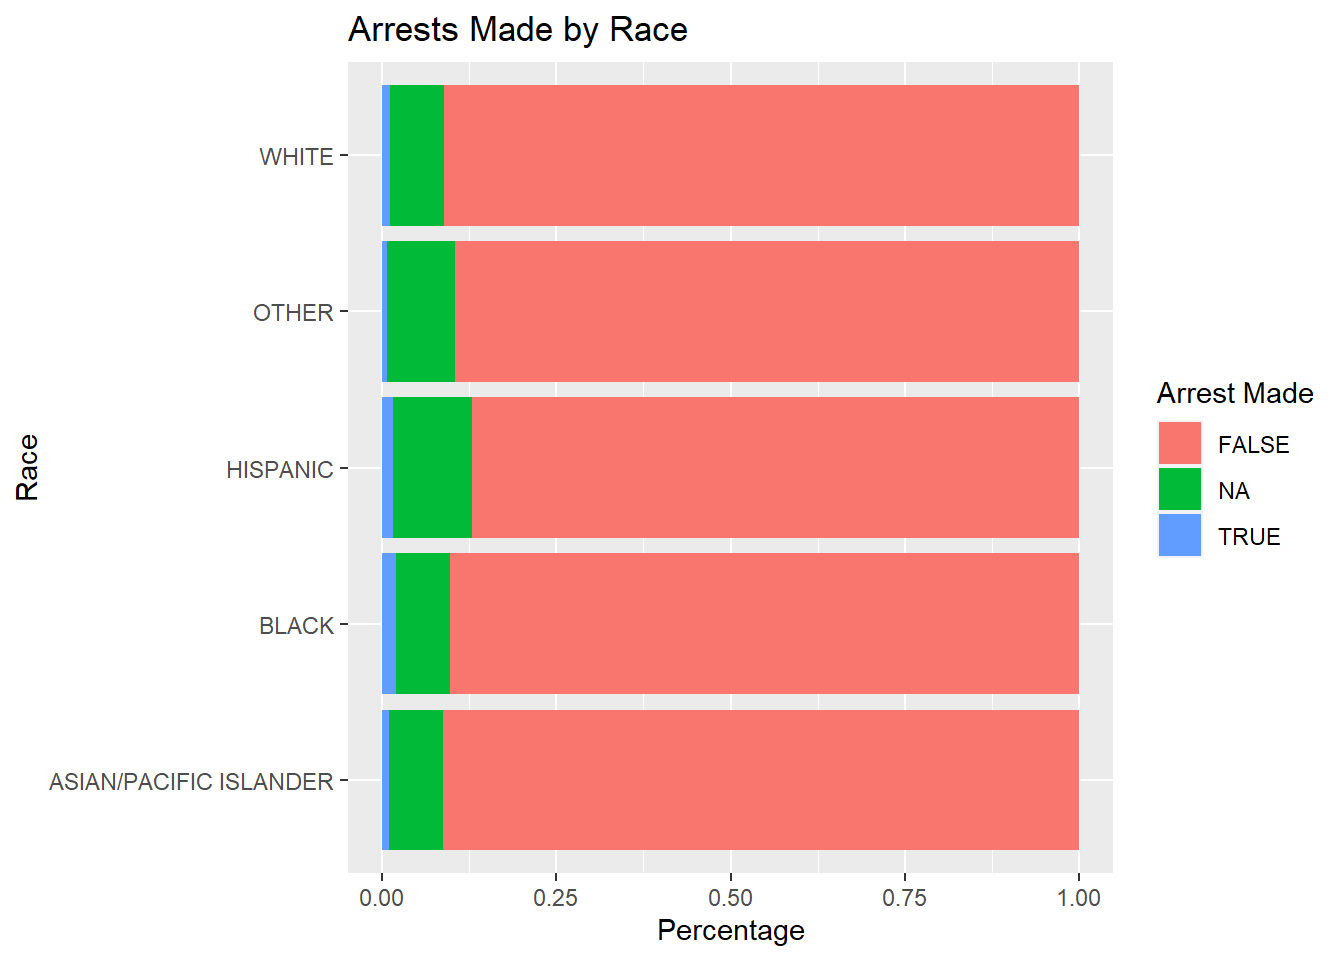 Arrests Made by Race
WHITE
OTHER
HISPANIC
BLACK
ASIAN/PACIFIC ISLANDER
Race
0.00 0.25 0.50 0.75 1.00
Percentage
Arrest Made
FALSE
NA
TRUE